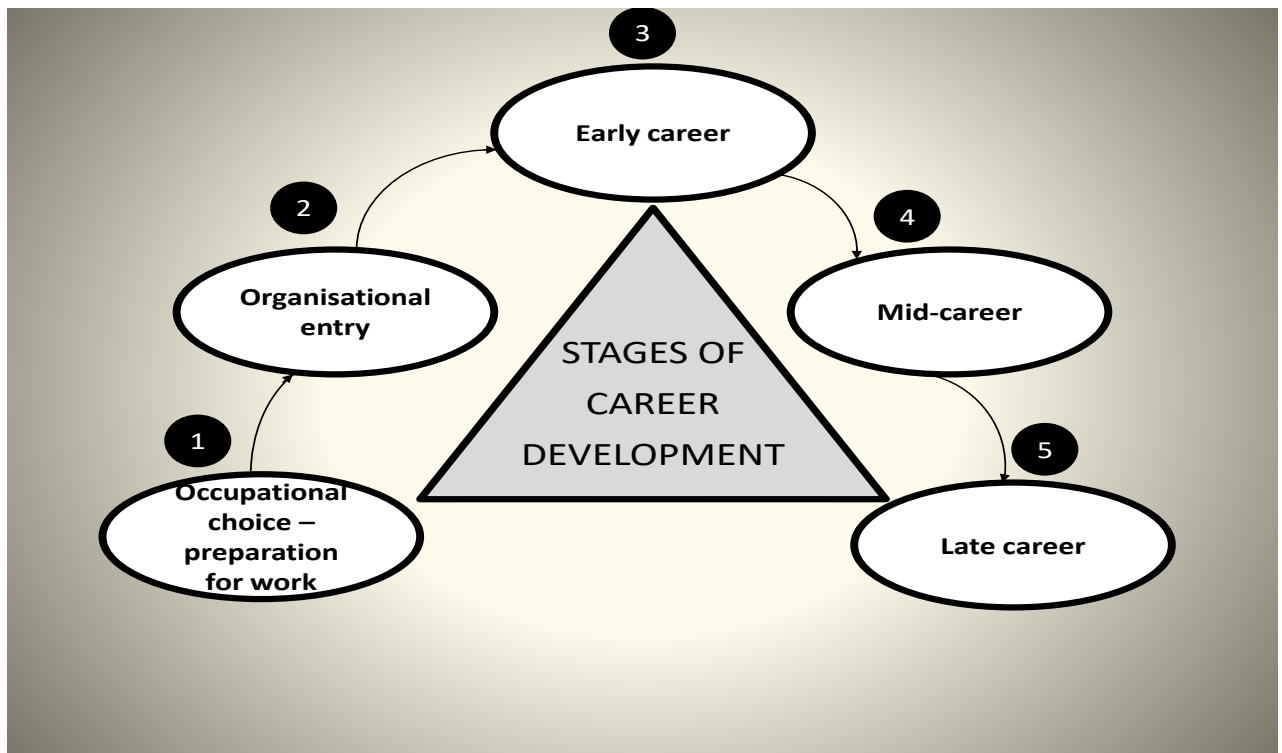 3
Early career
2
Organisational
entry
4
Mid-career
STAGES OF
CAREER
DEVELOPMENT
1
Occupational
choice –
preparation
for work
5
Late career